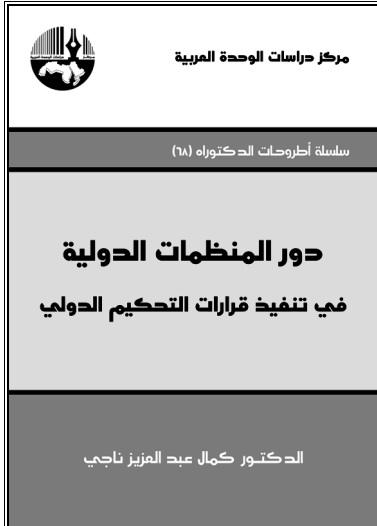 مركز دراسات الوحدة العربية
سلسلة أطروحات الدكتوراه (٦٨)
دور المنظمات الدولية
في تنفيذ قرارات التحكيم الدولي
الدكتور كمال عبد العزيز ناجي